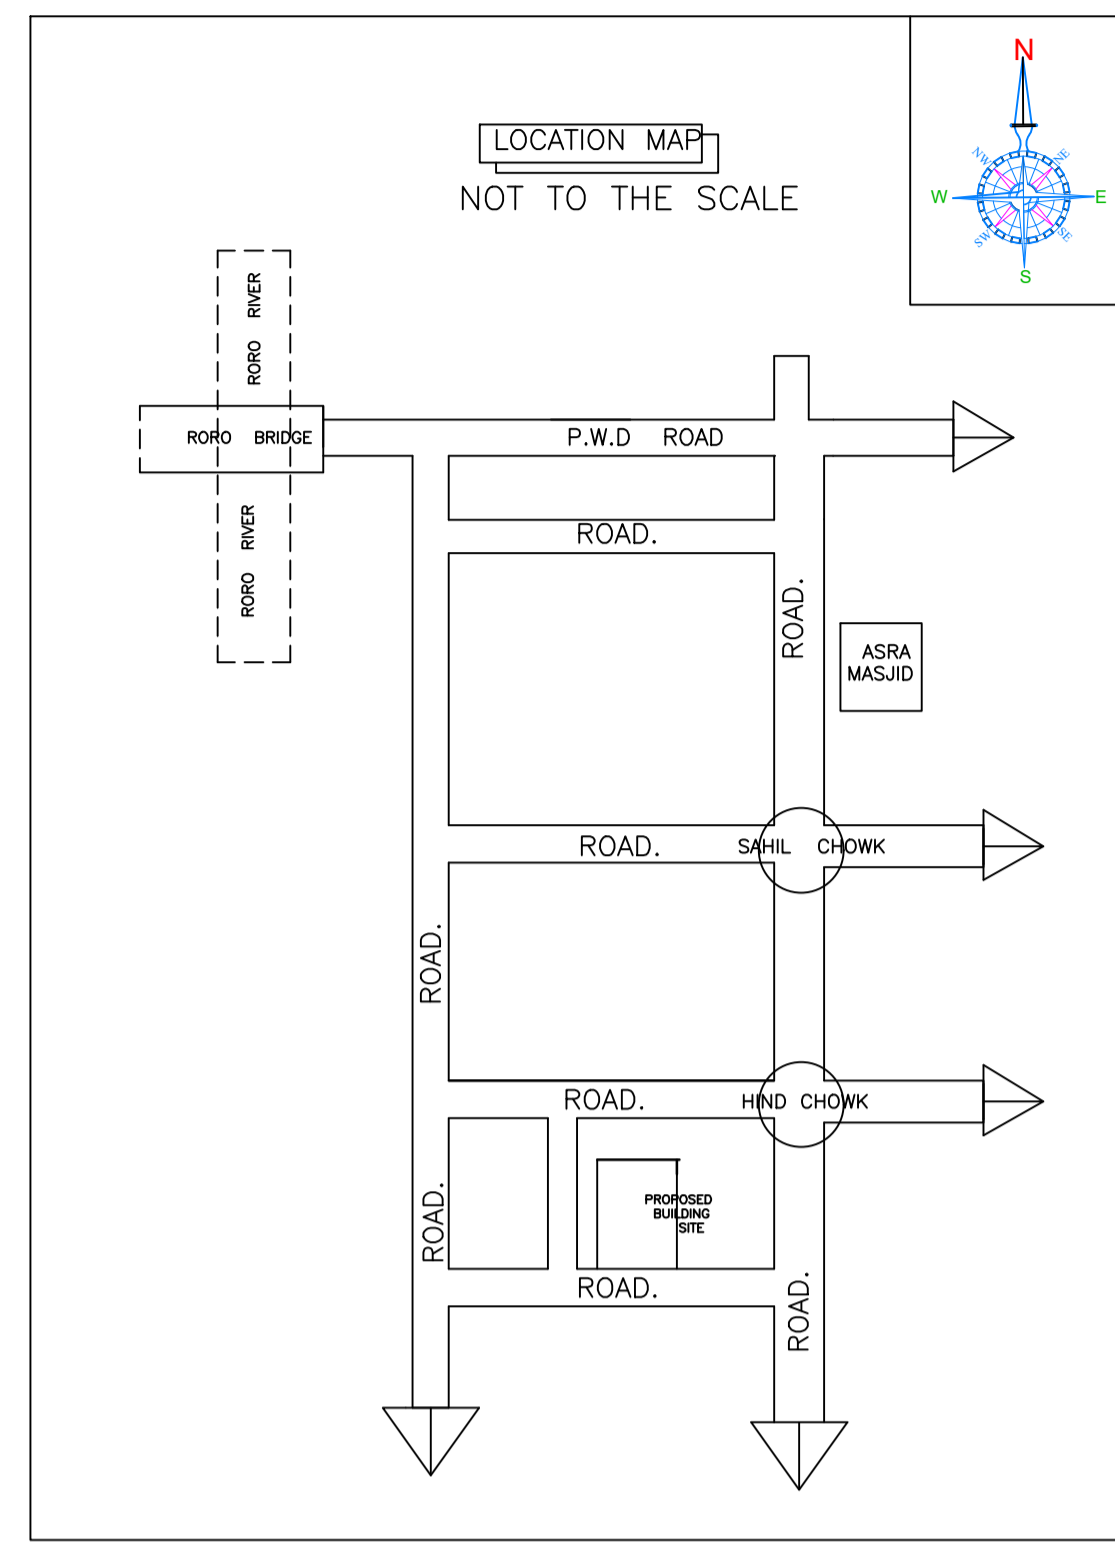 N
NW
NE
W
E
SW
SE
S
LOCATION MAP
NOT TO THE SCALE
RORO RIVER
RORO BRIDGE
P.W.D ROAD
RORO RIVER
ROAD.
ROAD.
ASRA
MASJID
ROAD.
SAHIL CHOWK
ROAD.
ROAD.
HIND CHOWK
PROPOSED
BUILDING
SITE
ROAD.
ROAD.
ROAD.